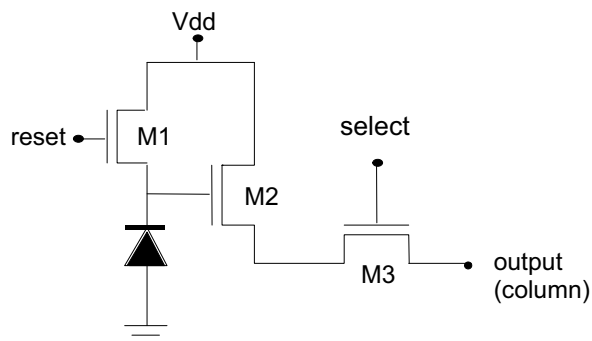 Vdd
reset
M1
select
M2
M3
output
(column)